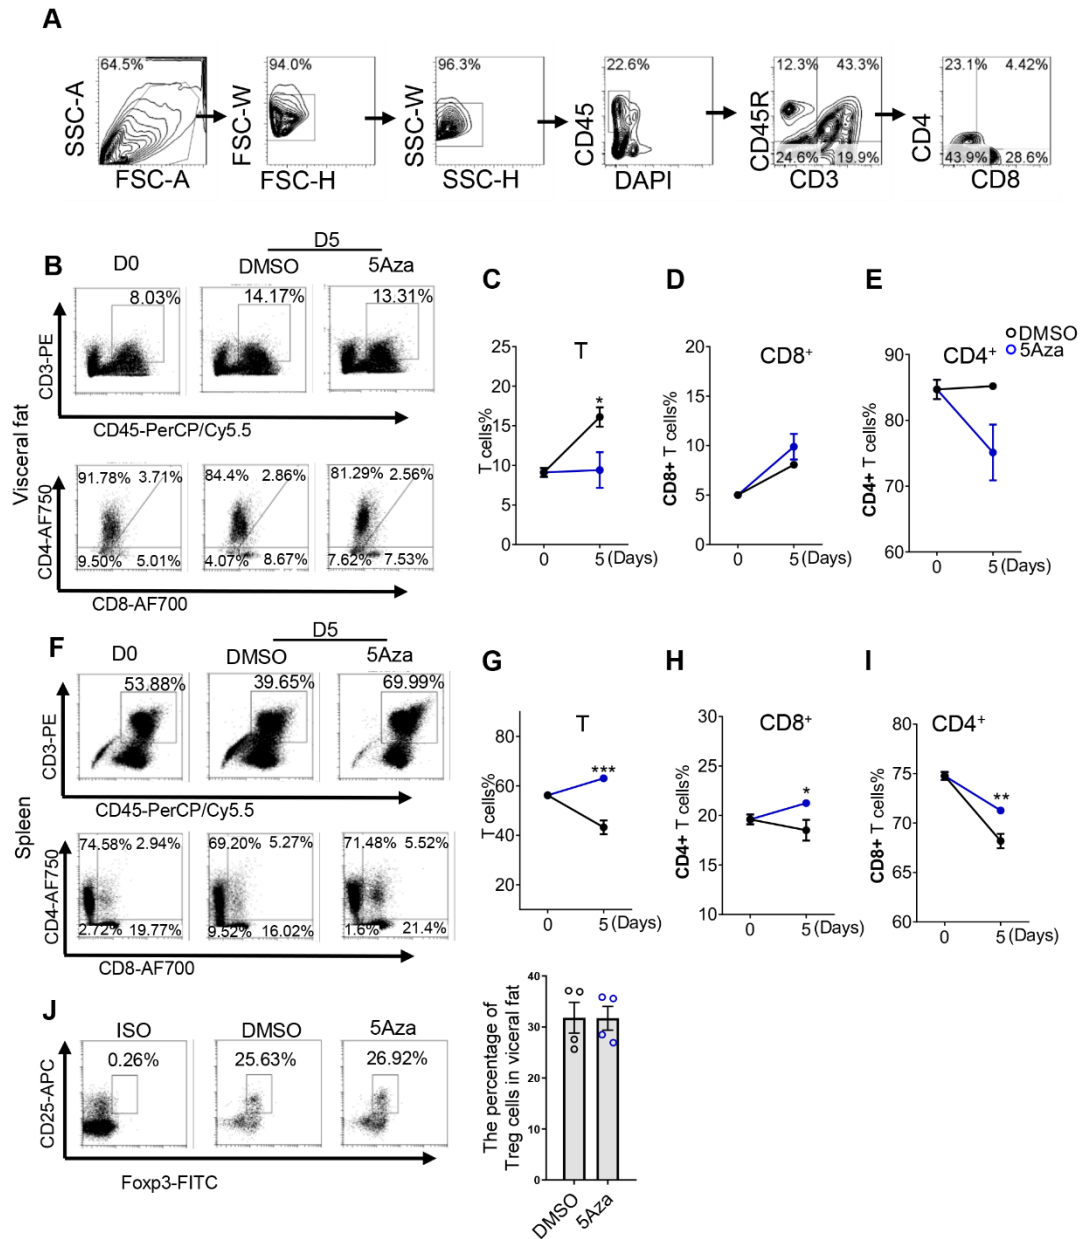 A
64.5%
SSC-A
FSC-A
94.0%
FSC-W
FSC-H
96.3%
SSC-W
SSC-H
22.6%
CD45
DAPI
12.3% 43.3%
CD45R
24.6% 19.9%
CD3
23.1% 4.42%
CD4
43.9% 28.6%
CD8
B
D5
D0 DMSO 5Aza
8.03% 14.17% 13.31%
CD3-PE
CD45-PerCP/Cy5.5
Visceral fat
91.78% 3.71% 84.4% 2.86% 81.29% 2.56%
CD4-AF750
9.50% 5.01% 4.07% 8.67% 7.62% 7.53%
CD8-AF700
C
T
25
20
15
10
5
0
T cells%
*
0 5 (Days)
D
CD8+
20
15
10
5
0
CD8+ T cells%
0 5 (Days)
E
DMSO
5Aza
CD4+
90
80
70
60
CD4+ T cells%
0 5 (Days)
F
D5
D0 DMSO 5Aza
53.88% 39.65% 69.99%
CD3-PE
CD45-PerCP/Cy5.5
Spleen
74.58% 2.94% 69.20% 5.27% 71.48% 5.52%
CD4-AF750
2.72% 19.77% 9.52% 16.02% 1.6% 21.4%
CD8-AF700
G
T
80
60
40
20
T cells%
***
0 5 (Days)
H
CD8+
30
25
20
15
10
CD4+ T cells%
*
0 5 (Days)
I
CD4+
80
75
70
65
60
CD8+ T cells%
**
0 5 (Days)
J
ISO DMSO 5Aza
0.26% 25.63% 26.92%
CD25-APC
Foxp3-FITC
The percentage of
Treg cells in viceral fat
40
30
20
10
0
DMSO
5Aza